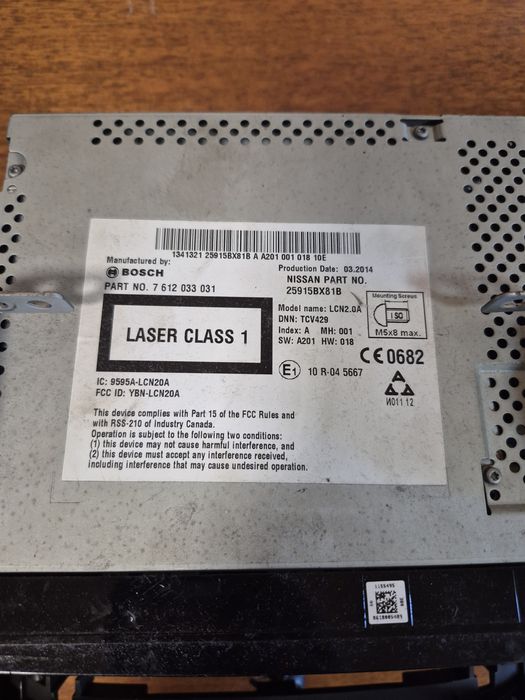 1341321 25915BX81B A A201 001 018 10E
Manufactured by:
BOSCH
PART NO. 7 612 033 031
Production Date: 03.2014
NISSAN PART NO.
25915BX81B
Model name: LCN2.0A
DNN: TCV429
Index: A MH: 001
SW: A201 HW: 018
Mounting Screws
ISO
M5x8 max.
LASER CLASS 1
CE0682
E1 10 R-04 5667
И011 12
IC: 9595A-LCN20A
FCC ID: YBN-LCN20A
This device complies with Part 15 of the FCC Rules and
with RSS-210 of Industry Canada.
Operation is subject to the following two conditions:
(1) this device may not cause harmful interference, and
(2) this device must accept any interference received,
including interference that may cause undesired operation.